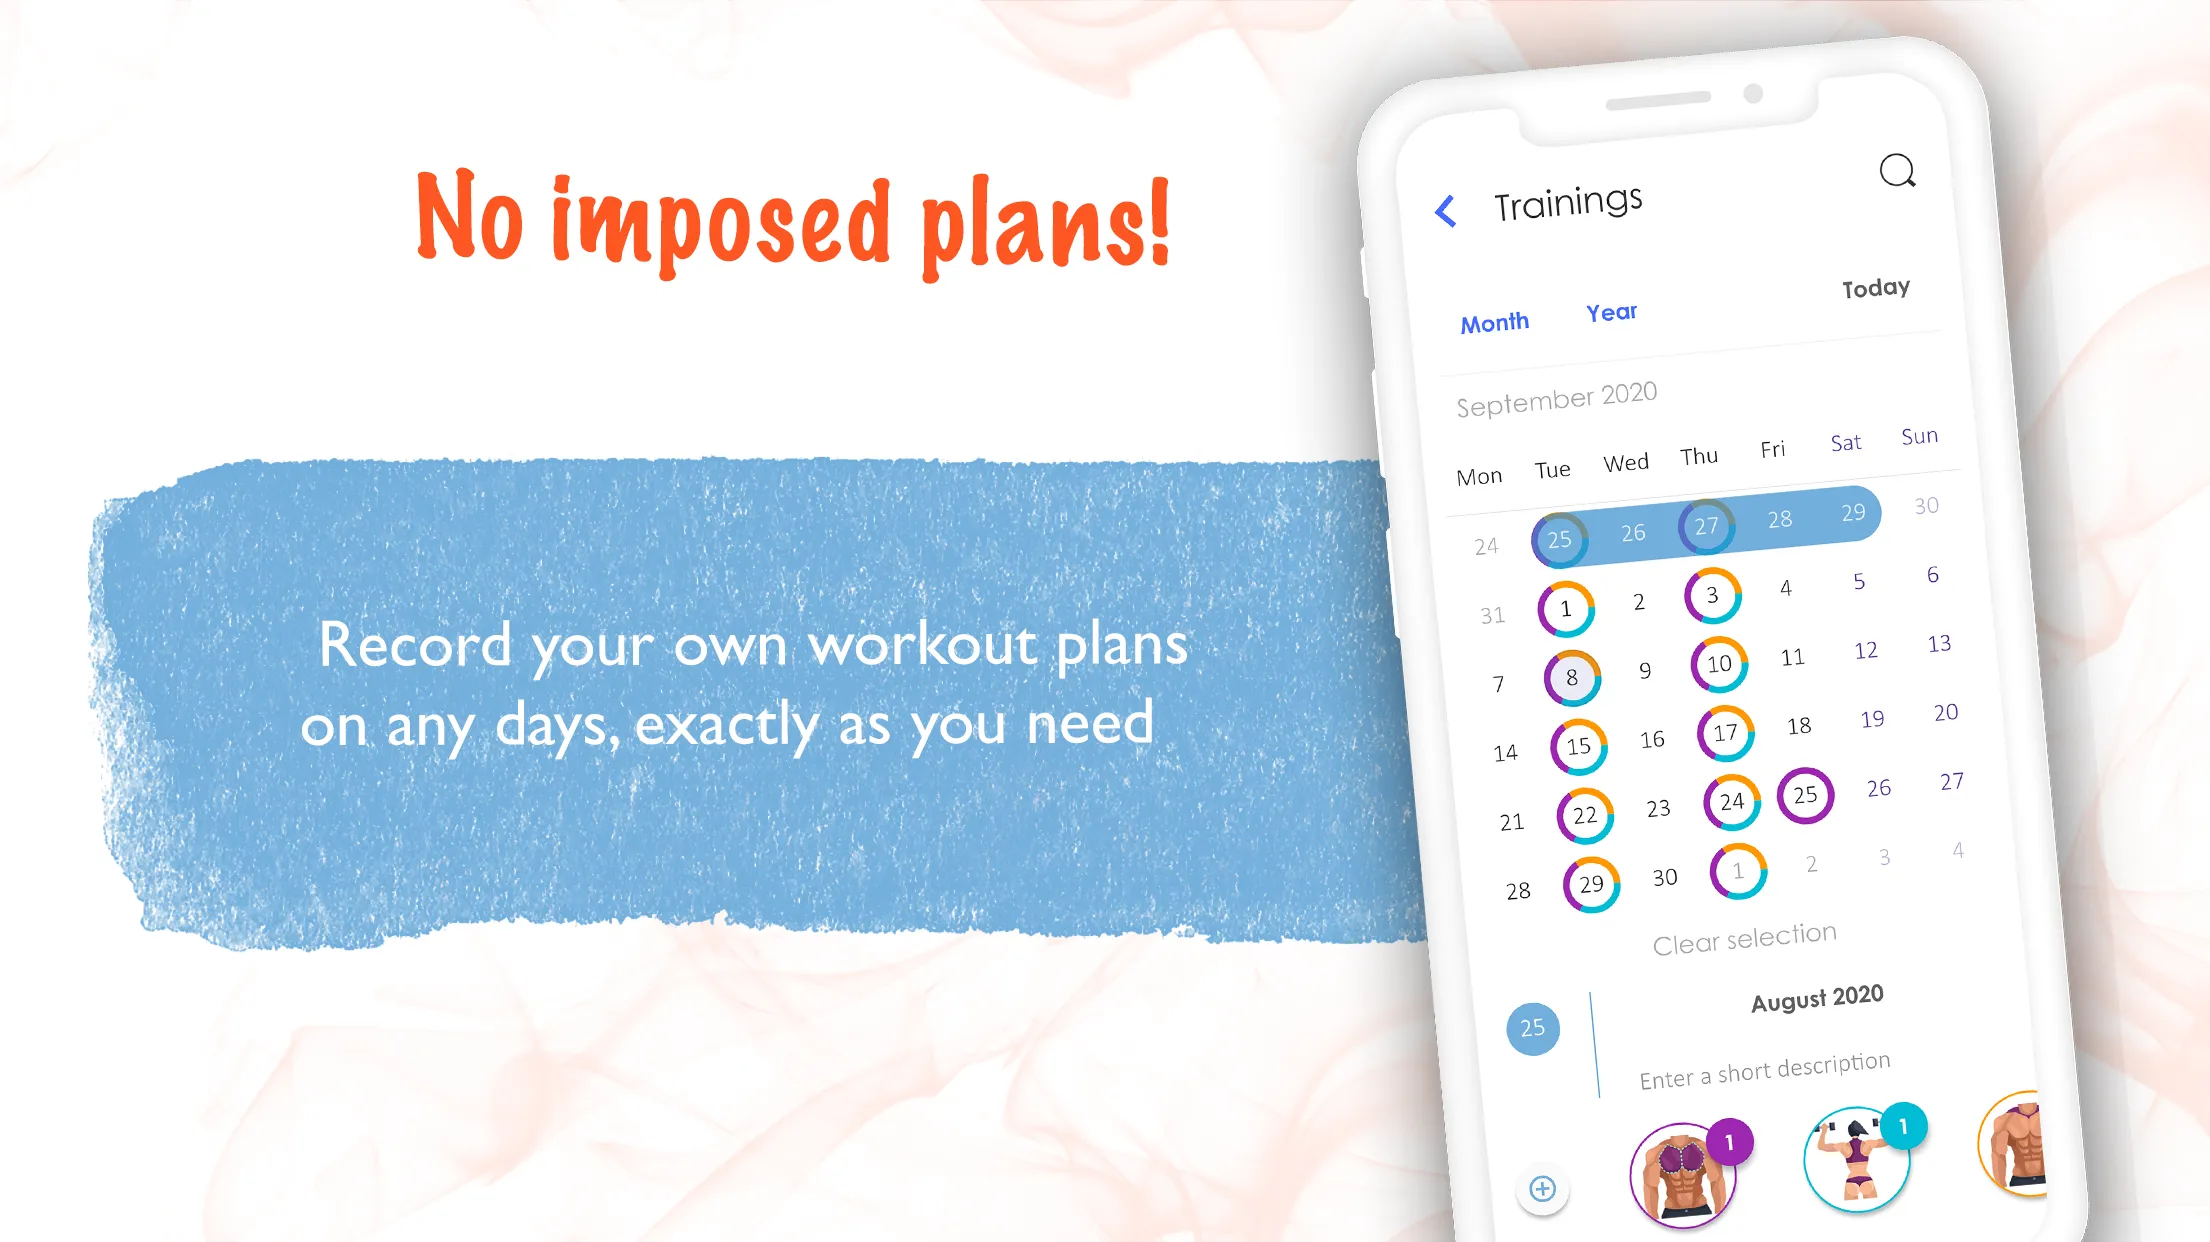 No imposed plans!
Record your own workout plans
on any days, exactly as you need
Trainings
Month Year Today
September 2020
Mon Tue Wed Thu Fri Sat Sun
24 25 26 27 28 29 30
31 1 2 3 4 5 6
7 8 9 10 11 12 13
14 15 16 17 18 19 20
21 22 23 24 25 26 27
28 29 30 1 2 3 4
Clear selection
August 2020
25
Enter a short description
1 1